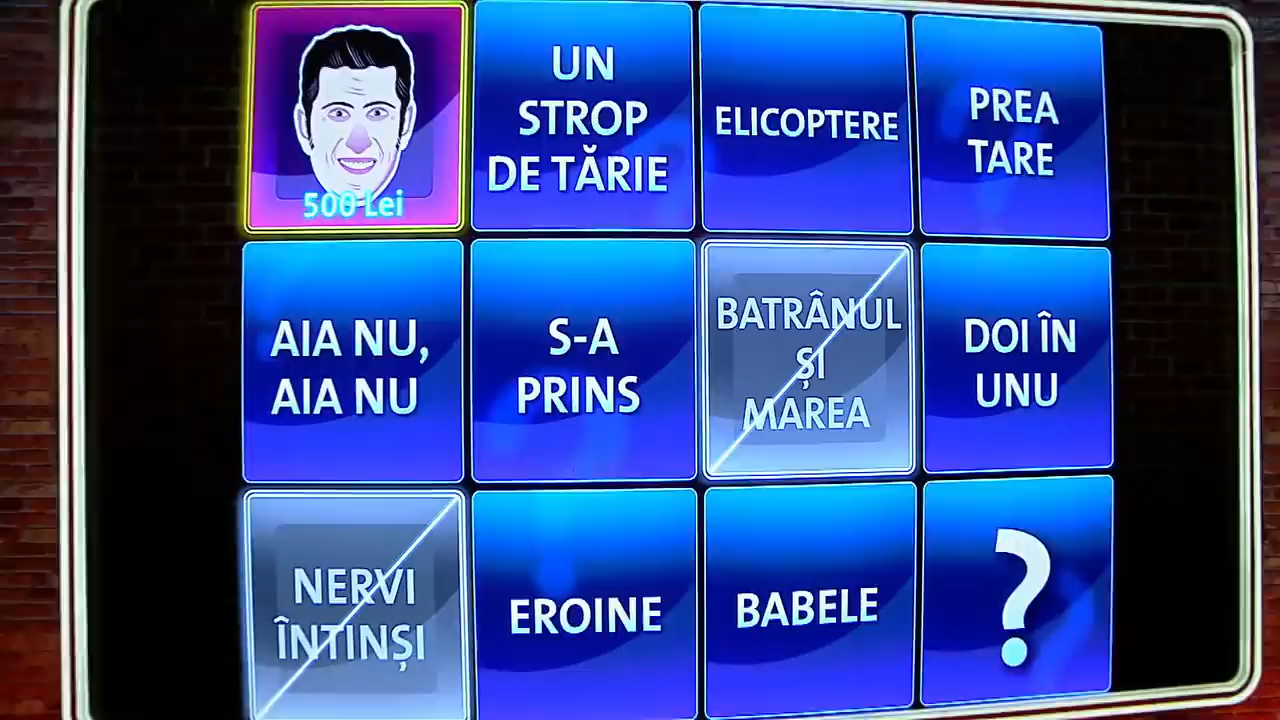 500 Lei
UN
STROP
DE TĂRIE
ELICOPTERE
PREA
TARE
AIA NU,
AIA NU
S-A
PRINS
BATRÂNUL
ȘI
MAREA
DOI ÎN
UNU
NERVI
ÎNTINȘI
EROINE
BABELE
?